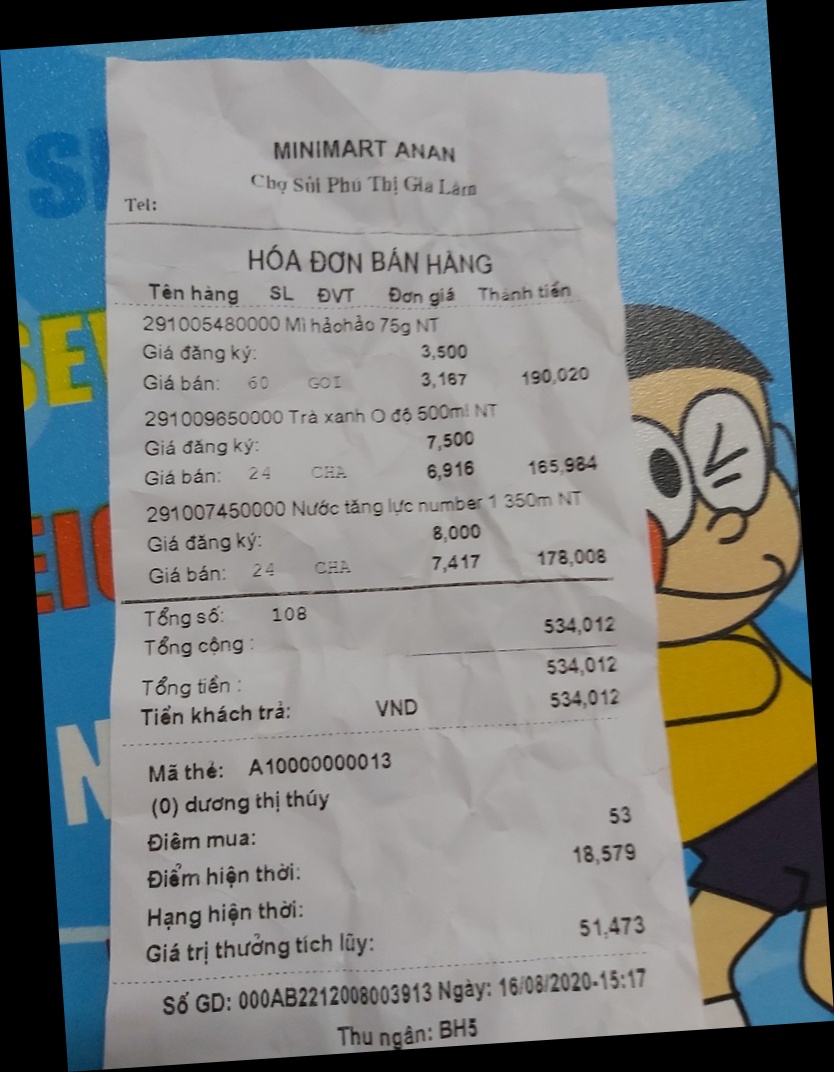 MINIMART ANAN
Chợ Sủi Phú Thị Gia Lâm
Tel:
HÓA ĐƠN BÁN HÀNG
Tên hàng SL ĐVT Đơn giá Thành tiền
291005480000 Mì hảohảo 75g NT
Giá đăng ký: 3,500
Giá bán: 60 GOI 3,167 190,020
291009650000 Trà xanh O độ 500ml NT
Giá đăng ký: 7,500
Giá bán: 24 CHA 6,916 165,984
291007450000 Nước tăng lực number 1 350m NT
Giá đăng ký: 8,000
Giá bán: 24 CHA 7,417 178,008
Tổng số: 108
Tổng cộng : 534,012
Tổng tiền : 534,012
Tiền khách trả: VND 534,012
Mã thẻ: A10000000013
(0) dương thị thúy
Điêm mua: 53
Điểm hiện thời: 18,579
Hạng hiện thời:
Giá trị thưởng tích lũy: 51,473
Số GD: 000AB2212008003913 Ngày: 16/08/2020-15:17
Thu ngân: BH5